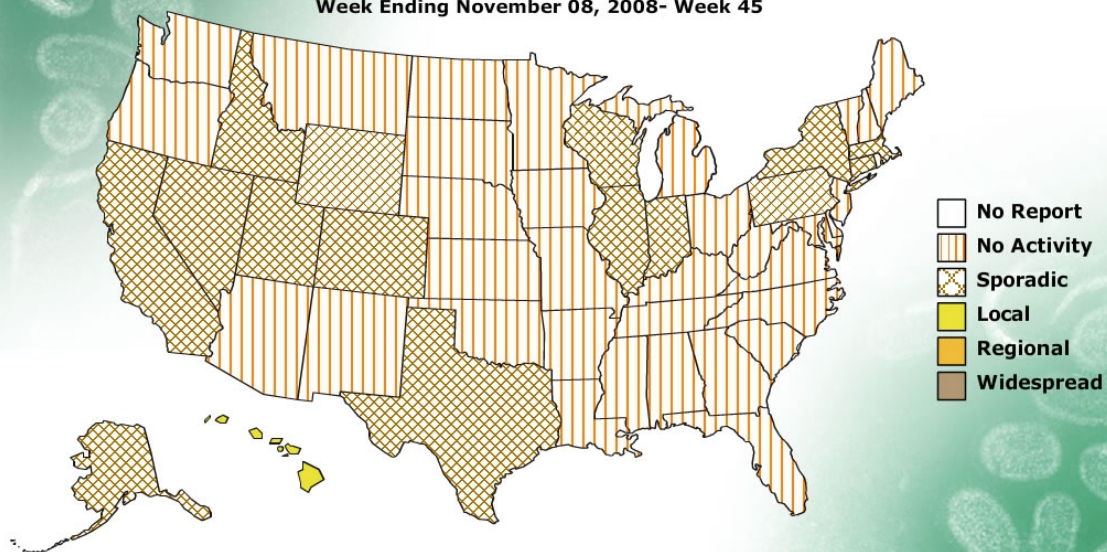 Week Ending November 08, 2008- Week 45
No Report
No Activity
Sporadic
Local
Regional
Widespread